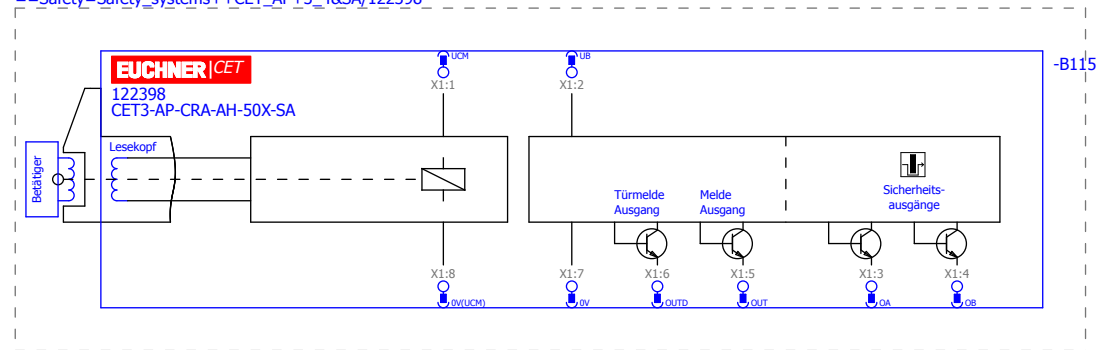 UCM
UB
-B115
EUCHNER CET
X1:1
X1:2
122398
CET3-AP-CRA-AH-50X-SA
Lesekopf
Betätiger
Türmelde
Ausgang
Melde
Ausgang
Sicherheits-
ausgänge
X1:8
X1:7
X1:6
X1:5
X1:3
X1:4
0V(UCM)
0V
OUTD
OUT
OA
OB